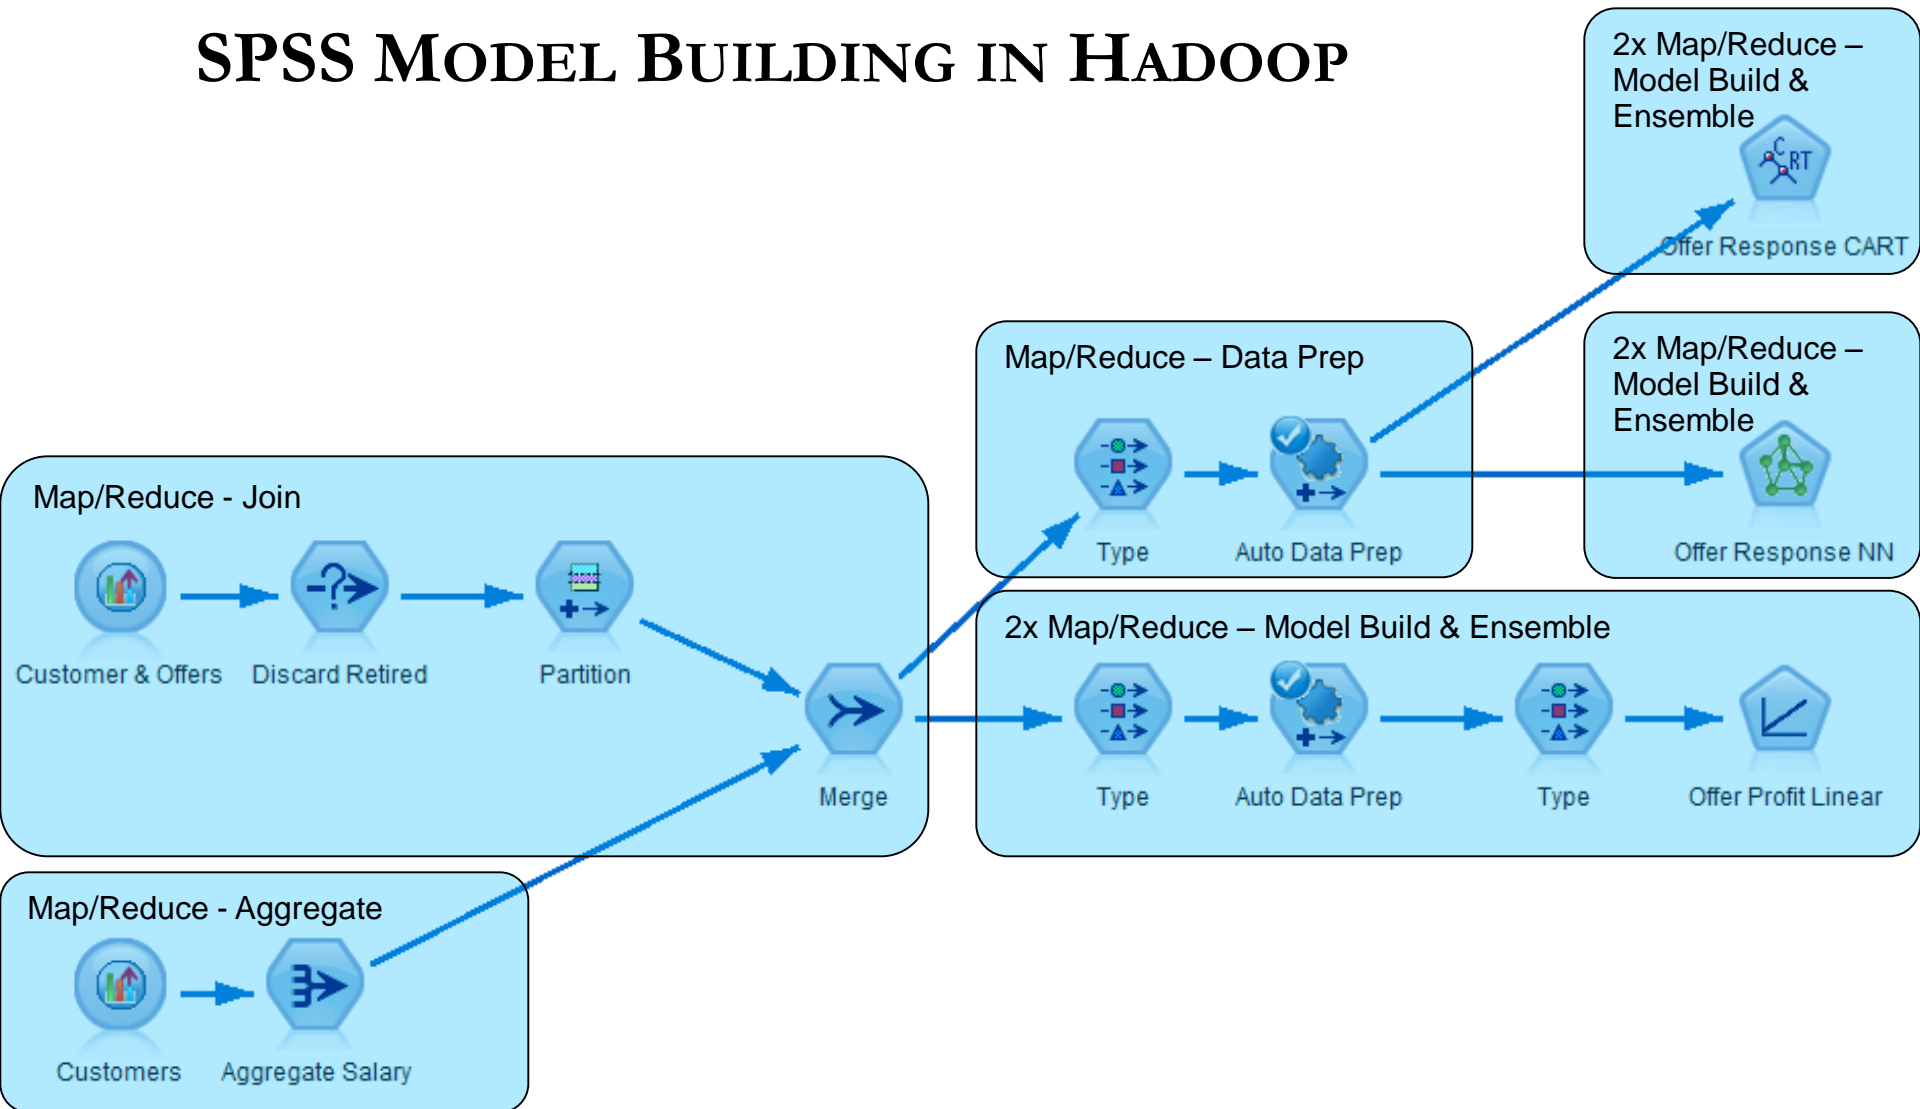 SPSS MODEL BUILDING IN HADOOP
2x Map/Reduce –
Model Build &
Ensemble
C
RT
Offer Response CART
Map/Reduce – Data Prep
Type
Auto Data Prep
2x Map/Reduce –
Model Build &
Ensemble
Offer Response NN
Map/Reduce - Join
Customer & Offers
Discard Retired
Partition
Merge
2x Map/Reduce – Model Build & Ensemble
Type
Auto Data Prep
Type
Offer Profit Linear
Map/Reduce - Aggregate
Customers
Aggregate Salary